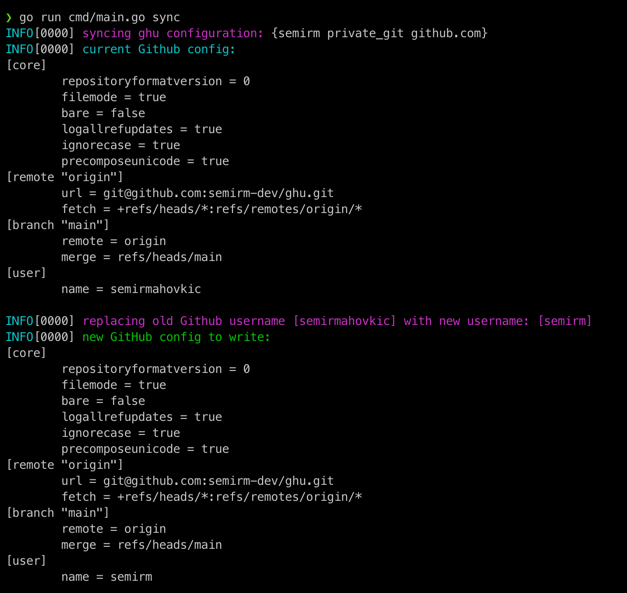 ❯ go run cmd/main.go sync
INFO[0000] syncing ghu configuration: {semirm private_git github.com}
INFO[0000] current Github config:
[core]
repositoryformatversion = 0
filemode = true
bare = false
logallrefupdates = true
ignorecase = true
precomposeunicode = true
[remote "origin"]
url = git@github.com:semirm-dev/ghu.git
fetch = +refs/heads/*:refs/remotes/origin/*
[branch "main"]
remote = origin
merge = refs/heads/main
[user]
name = semirmahovkic
INFO[0000] replacing old Github username [semirmahovkic] with new username: [semirm]
INFO[0000] new GitHub config to write:
[core]
repositoryformatversion = 0
filemode = true
bare = false
logallrefupdates = true
ignorecase = true
precomposeunicode = true
[remote "origin"]
url = git@github.com:semirm-dev/ghu.git
fetch = +refs/heads/*:refs/remotes/origin/*
[branch "main"]
remote = origin
merge = refs/heads/main
[user]
name = semirm